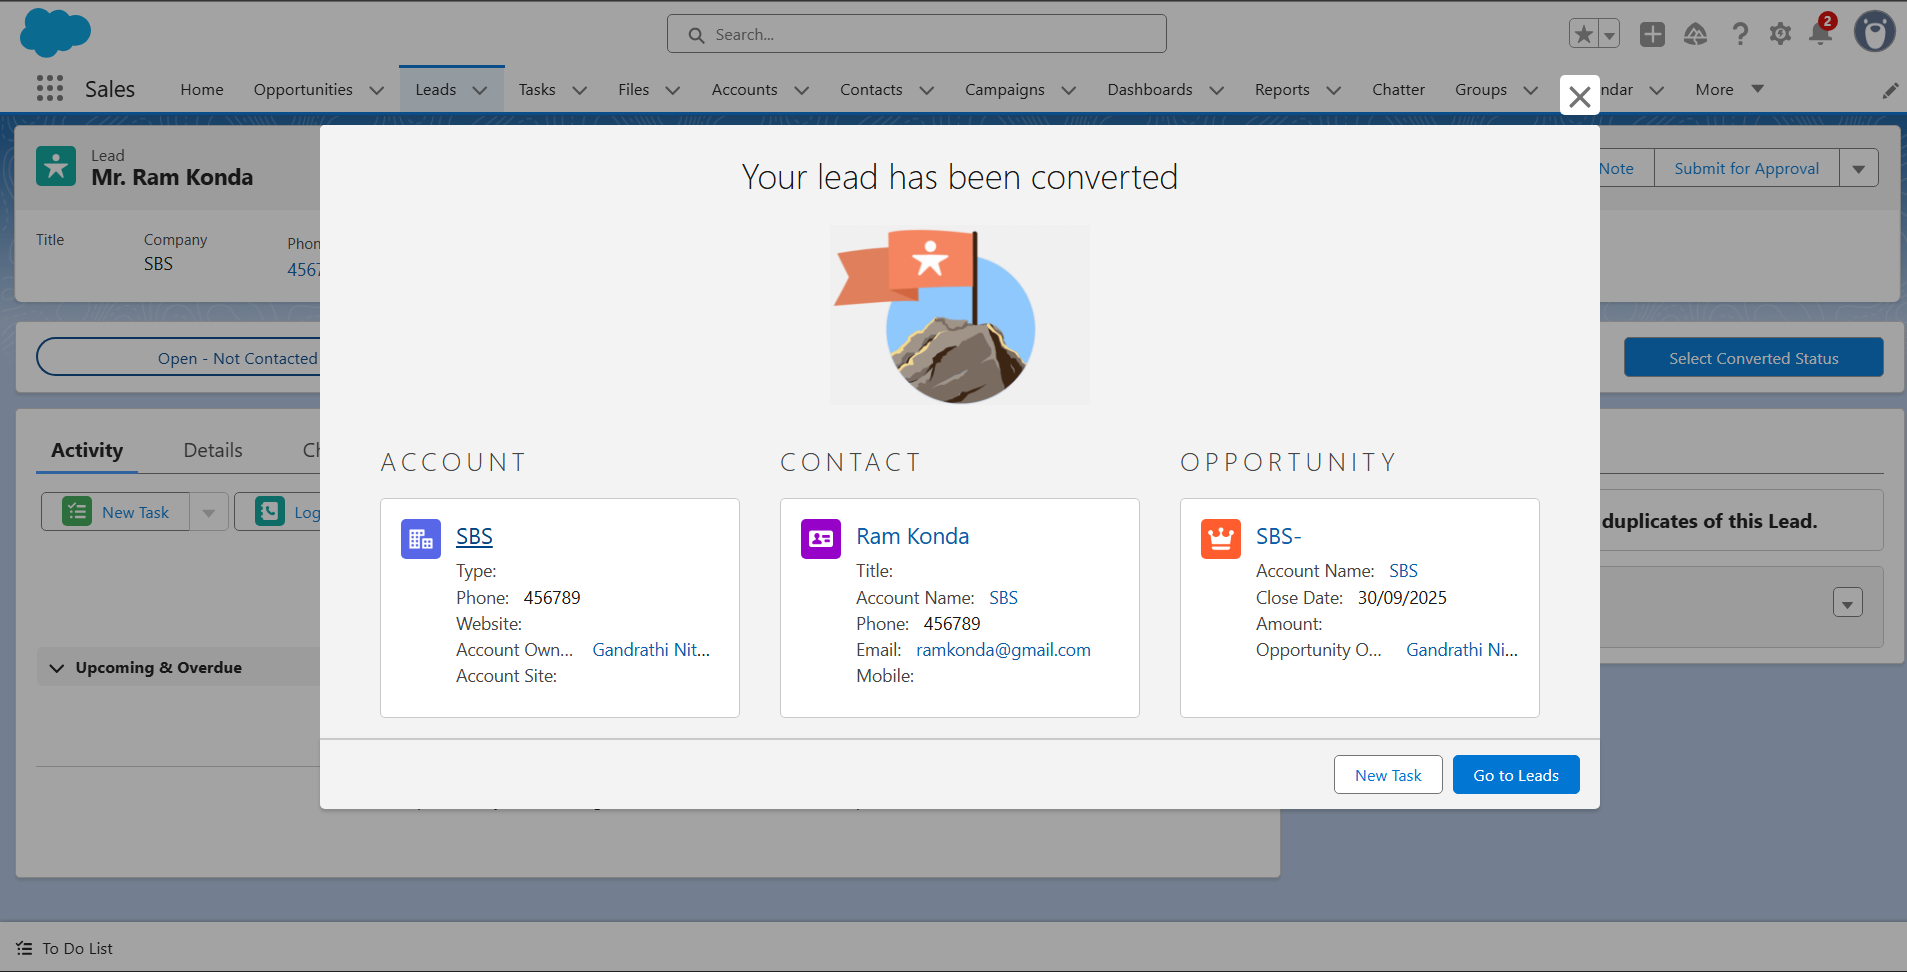 Search...
2
Sales
Home
Opportunities
Leads
Tasks
Files
Accounts
Contacts
Campaigns
Dashboards
Reports
Chatter
Groups
ndar
More
Lead
Mr. Ram Konda
Note
Submit for Approval
Title
Company
SBS
Phon
4567
Open - Not Contacted
Select Converted Status
Activity
Details
Ch
New Task
Log
duplicates of this Lead.
Upcoming & Overdue
Your lead has been converted
ACCOUNT
SBS
Type:
Phone: 456789
Website:
Account Own... Gandrathi Nit...
Account Site:
CONTACT
Ram Konda
Title:
Account Name: SBS
Phone: 456789
Email: ramkonda@gmail.com
Mobile:
OPPORTUNITY
SBS-
Account Name: SBS
Close Date: 30/09/2025
Amount:
Opportunity O... Gandrathi Ni...
New Task
Go to Leads
To Do List